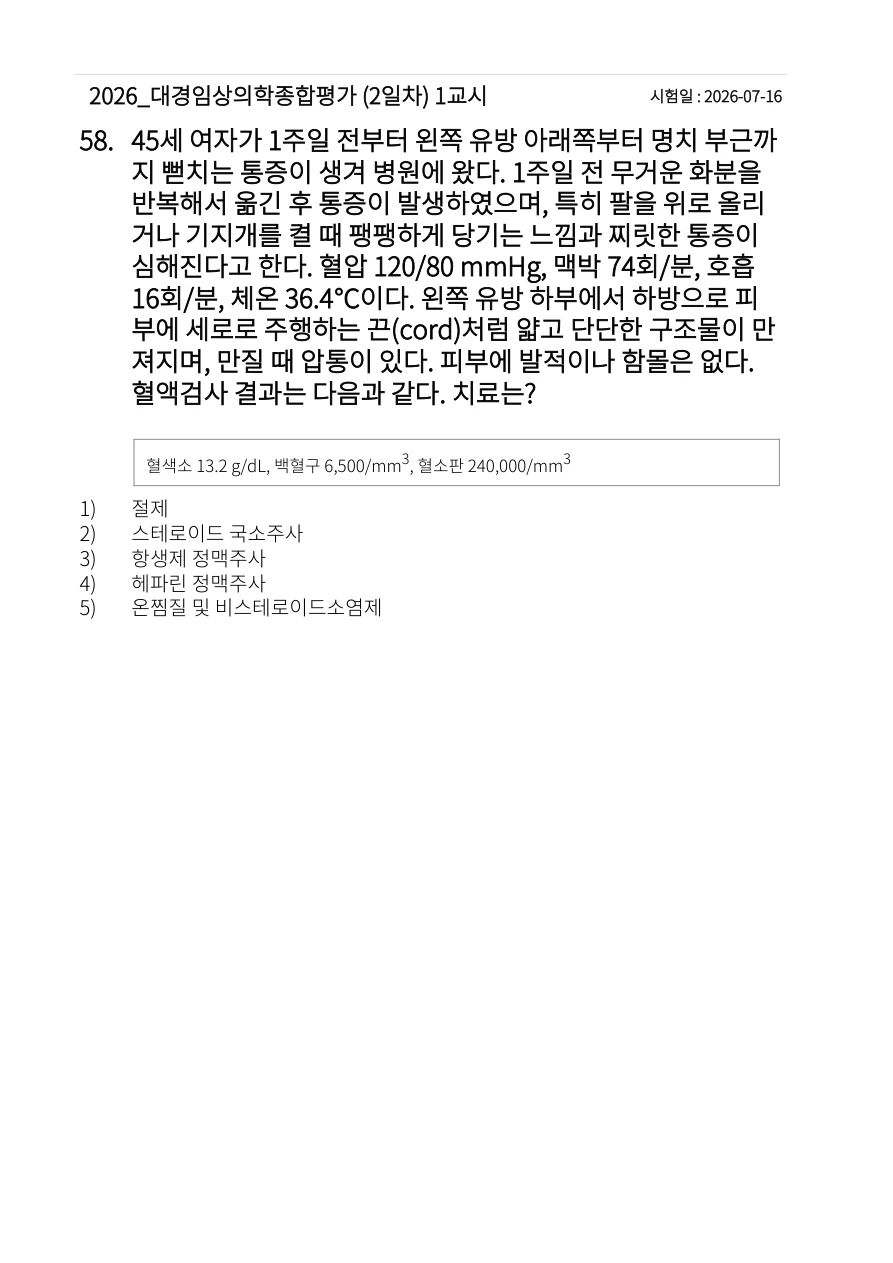 2026_대경임상의학종합평가 (2일차) 1교시
시험일 : 2026-07-16
58. 45세 여자가 1주일 전부터 왼쪽 유방 아래쪽부터 명치 부근까
지 뻗치는 통증이 생겨 병원에 왔다. 1주일 전 무거운 화분을
반복해서 옮긴 후 통증이 발생하였으며, 특히 팔을 위로 올리
거나 기지개를 켤 때 팽팽하게 당기는 느낌과 찌릿한 통증이
심해진다고 한다. 혈압 120/80 mmHg, 맥박 74회/분, 호흡
16회/분, 체온 36.4°C이다. 왼쪽 유방 하부에서 하방으로 피
부에 세로로 주행하는 끈(cord)처럼 얇고 단단한 구조물이 만
져지며, 만질 때 압통이 있다. 피부에 발적이나 함몰은 없다.
혈액검사 결과는 다음과 같다. 치료는?
혈색소 13.2 g/dL, 백혈구 6,500/mm³, 혈소판 240,000/mm³
1) 절제
2) 스테로이드 국소주사
3) 항생제 정맥주사
4) 헤파린 정맥주사
5) 온찜질 및 비스테로이드소염제